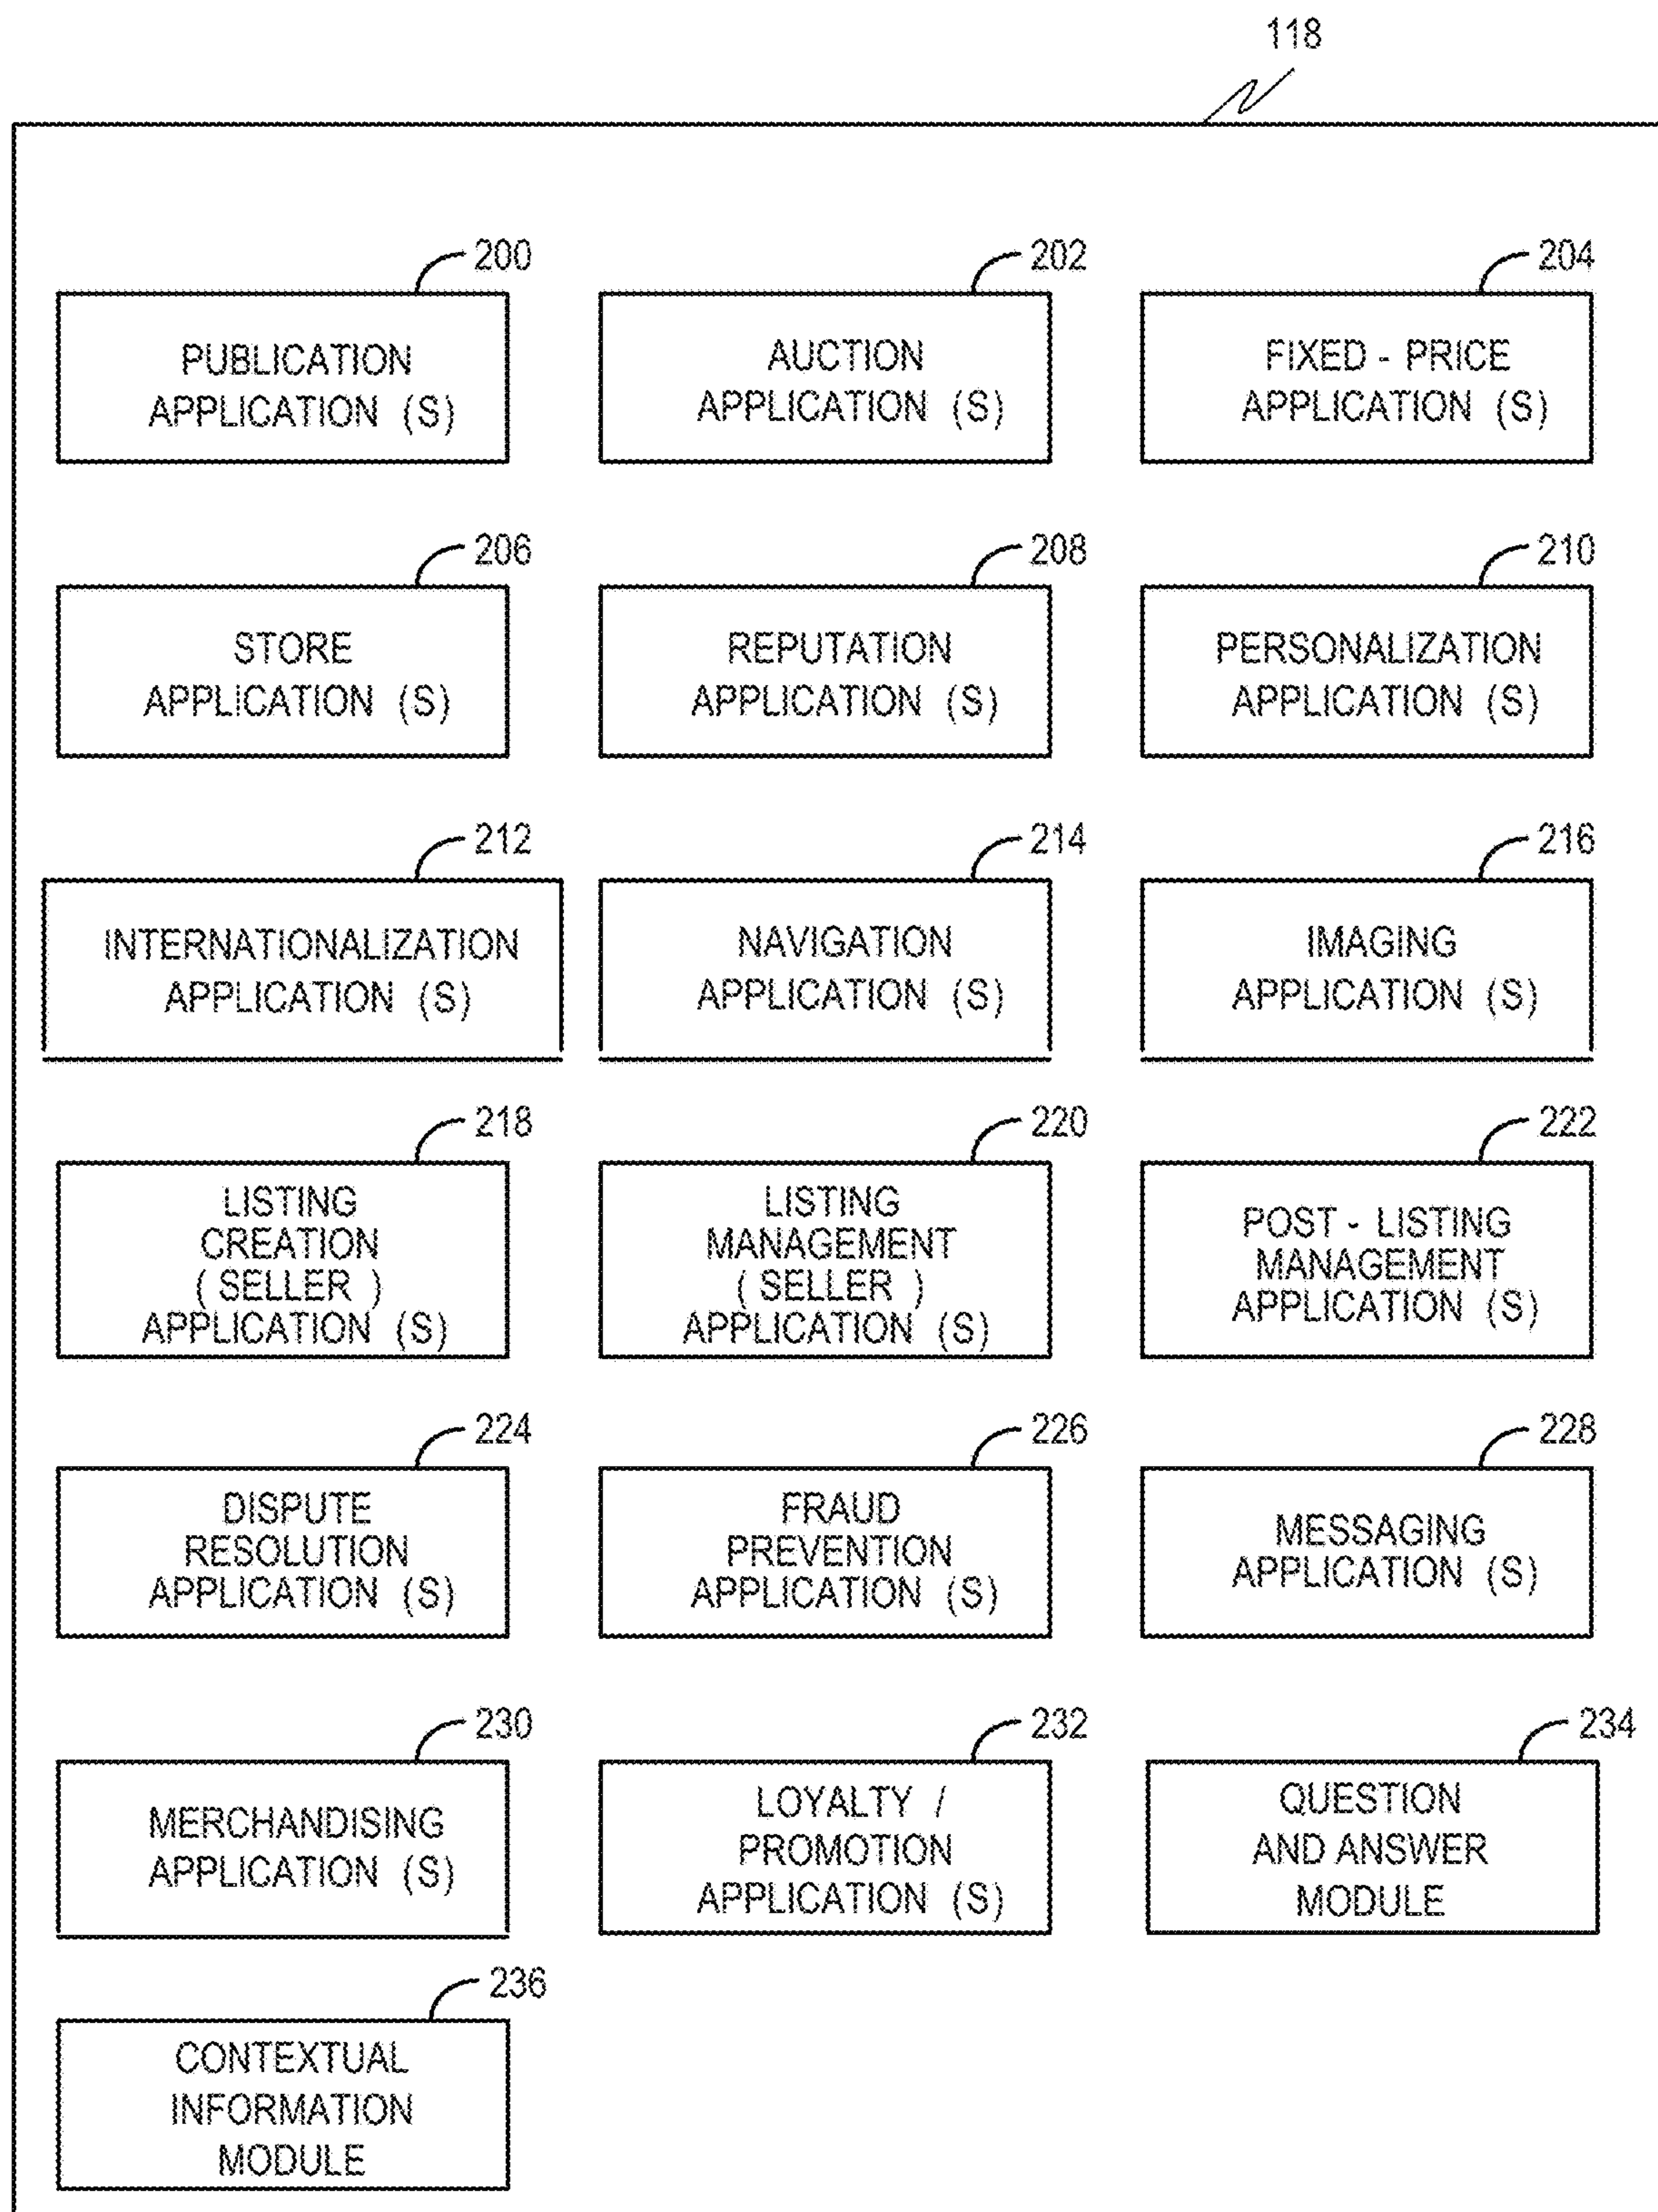 118
200
PUBLICATION
APPLICATION (S)
202
AUCTION
APPLICATION (S)
204
FIXED - PRICE
APPLICATION (S)
206
STORE
APPLICATION (S)
208
REPUTATION
APPLICATION (S)
210
PERSONALIZATION
APPLICATION (S)
212
INTERNATIONALIZATION
APPLICATION (S)
214
NAVIGATION
APPLICATION (S)
216
IMAGING
APPLICATION (S)
218
LISTING
CREATION
( SELLER )
APPLICATION (S)
220
LISTING
MANAGEMENT
( SELLER )
APPLICATION (S)
222
POST - LISTING
MANAGEMENT
APPLICATION (S)
224
DISPUTE
RESOLUTION
APPLICATION (S)
226
FRAUD
PREVENTION
APPLICATION (S)
228
MESSAGING
APPLICATION (S)
230
MERCHANDISING
APPLICATION (S)
232
LOYALTY /
PROMOTION
APPLICATION (S)
234
QUESTION
AND ANSWER
MODULE
236
CONTEXTUAL
INFORMATION
MODULE